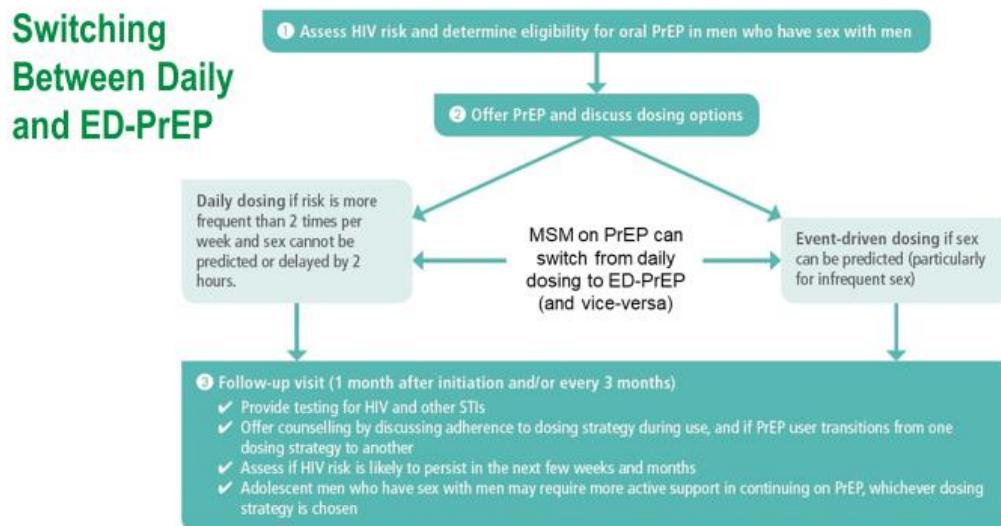 Switching
Between Daily
and ED-PrEP
❶ Assess HIV risk and determine eligibility for oral PrEP in men who have sex with men
❷ Offer PrEP and discuss dosing options
Daily dosing if risk is more
frequent than 2 times per
week and sex cannot be
predicted or delayed by 2
hours.
MSM on PrEP can
switch from daily
dosing to ED-PrEP
(and vice-versa)
Event-driven dosing if sex
can be predicted (particularly
for infrequent sex)
❸ Follow-up visit (1 month after initiation and/or every 3 months)
✔ Provide testing for HIV and other STIs
✔ Offer counselling by discussing adherence to dosing strategy during use, and if PrEP user transitions from one
dosing strategy to another
✔ Assess if HIV risk is likely to persist in the next few weeks and months
✔ Adolescent men who have sex with men may require more active support in continuing on PrEP, whichever dosing
strategy is chosen